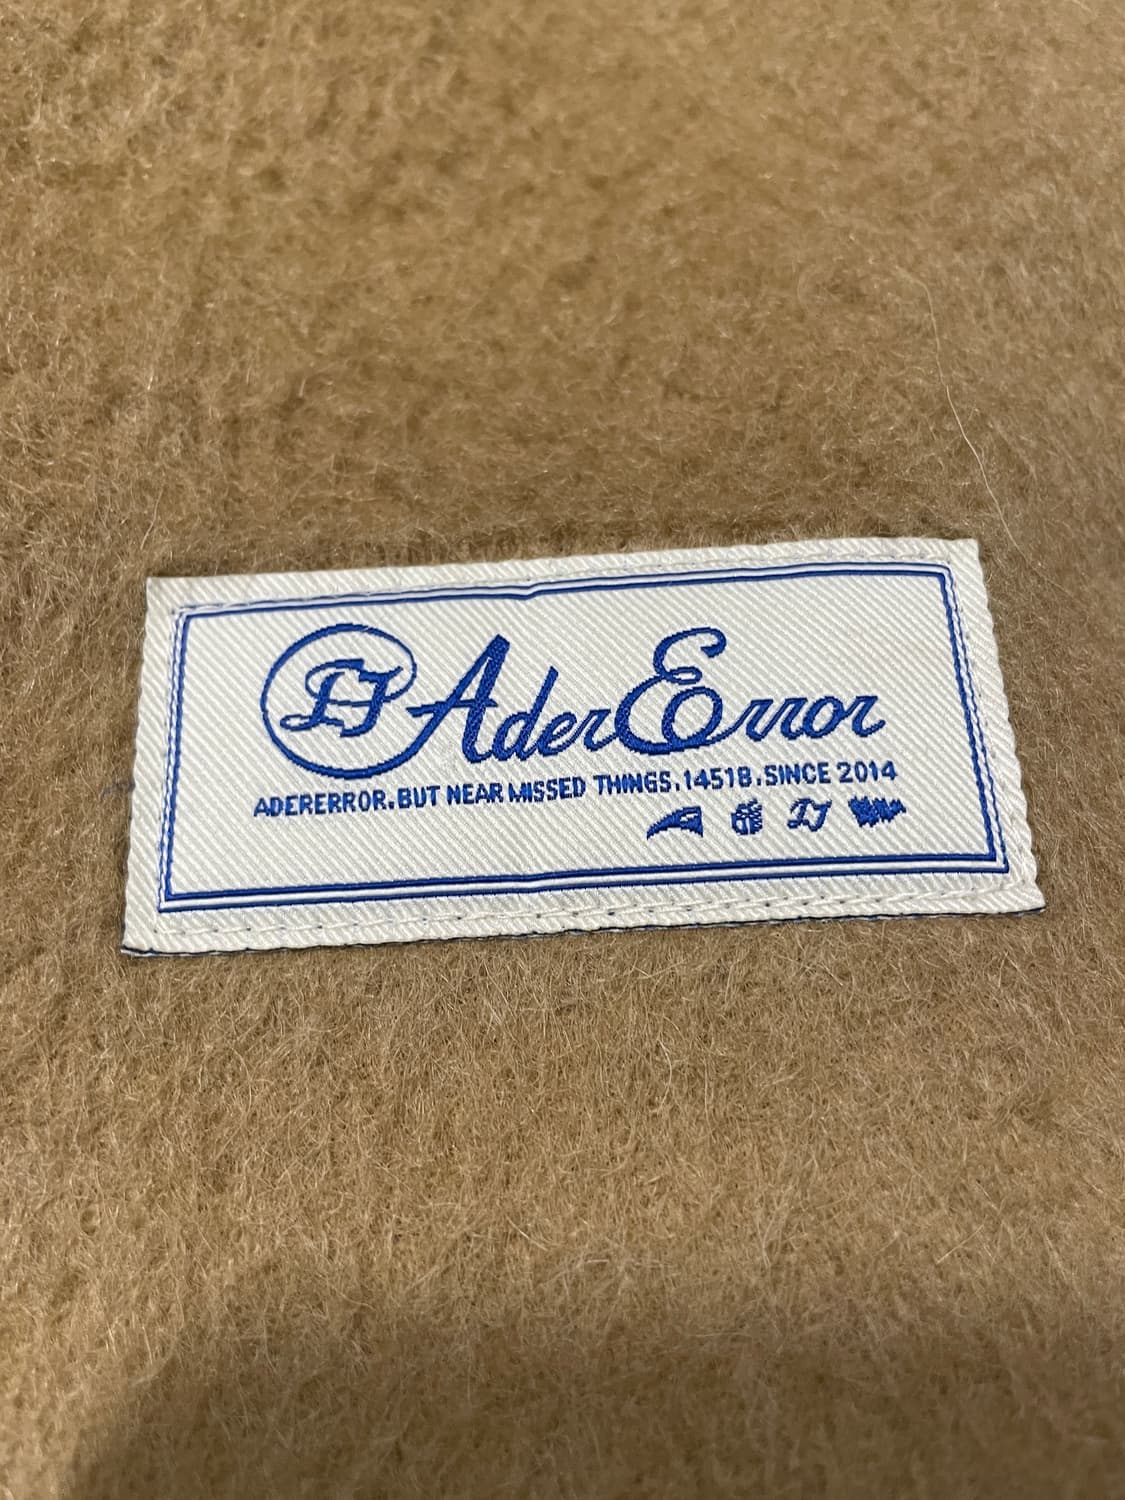 AderError
ADERERROR.BUT NEAR MISSED THINGS.1451B.SINCE 2014